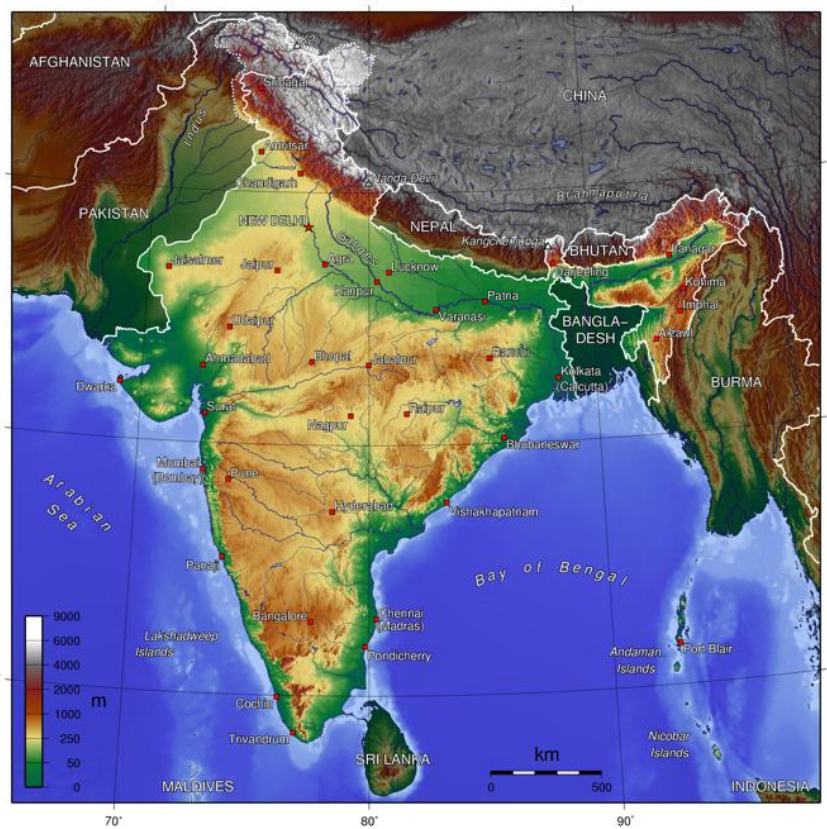 AFGHANISTAN
K2
Srinagar
CHINA
Indus
Amritsar
Chandigarh
Nanda Devi
Brahmaputra
PAKISTAN
NEW DELHI
NEPAL
Kangchenjunga
BHUTAN
Itanagar
Ganges
Jaisalmer
Jaipur
Agra
Lucknow
Darjeeling
Kanpur
Patna
Kohima
Imphal
Varanasi
Udaipur
BANGLA–
DESH
Aizawl
Ahmadabad
Bhopal
Jabalpur
Ranchi
Kolkata
(Calcutta)
Dwarka
BURMA
Surat
Nagpur
Raipur
Bhubaneswar
Mumbai
(Bombay)
Pune
Arabian
Sea
Hyderabad
Vishakhapatnam
Panaji
Bay of Bengal
9000
6000
4000
2000
1000
250
50
0
m
Bangalore
Chennai
(Madras)
Lakshadweep
Islands
Pondicherry
Andaman
Islands
Port Blair
Cochin
Trivandrum
Nicobar
Islands
SRI LANKA
km
0
500
MALDIVES
INDONESIA
70°
80°
90°